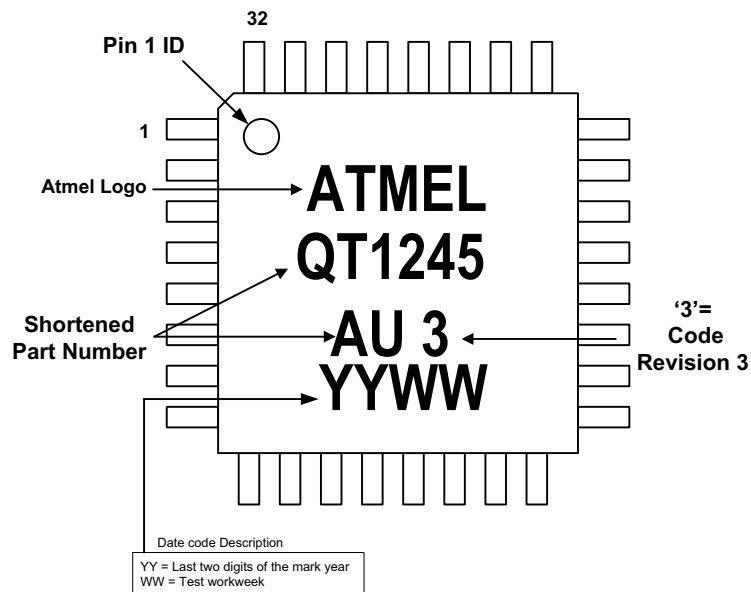 32
Pin 1 ID
1
Atmel Logo
ATMEL
QT1245
Shortened
Part Number
AU 3
‘3’=
Code
Revision 3
YYWW
Date code Description
YY = Last two digits of the mark year
WW = Test workweek